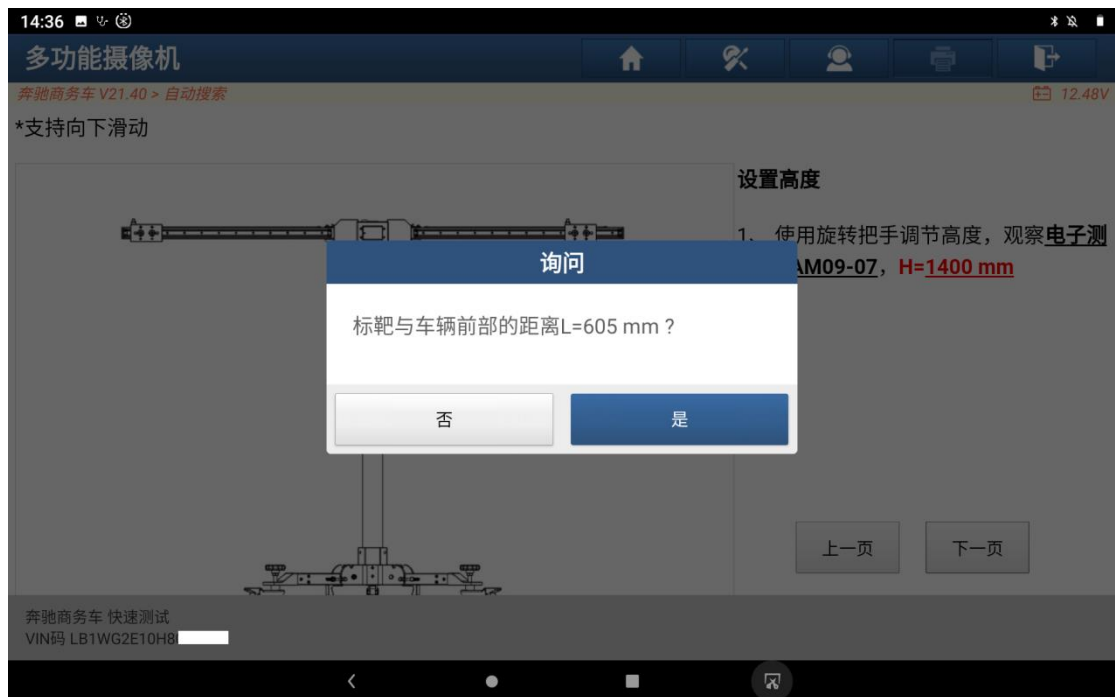 14:36
多功能摄像机
奔驰商务车 V21.40 > 自动搜索
12.48V
*支持向下滑动
设置高度
1、 使用旋转把手调节高度，观察电子测
AM09-07，H=1400 mm
询问
标靶与车辆前部的距离L=605 mm ?
否
是
上一页
下一页
奔驰商务车 快速测试
VIN码 LB1WG2E10H8